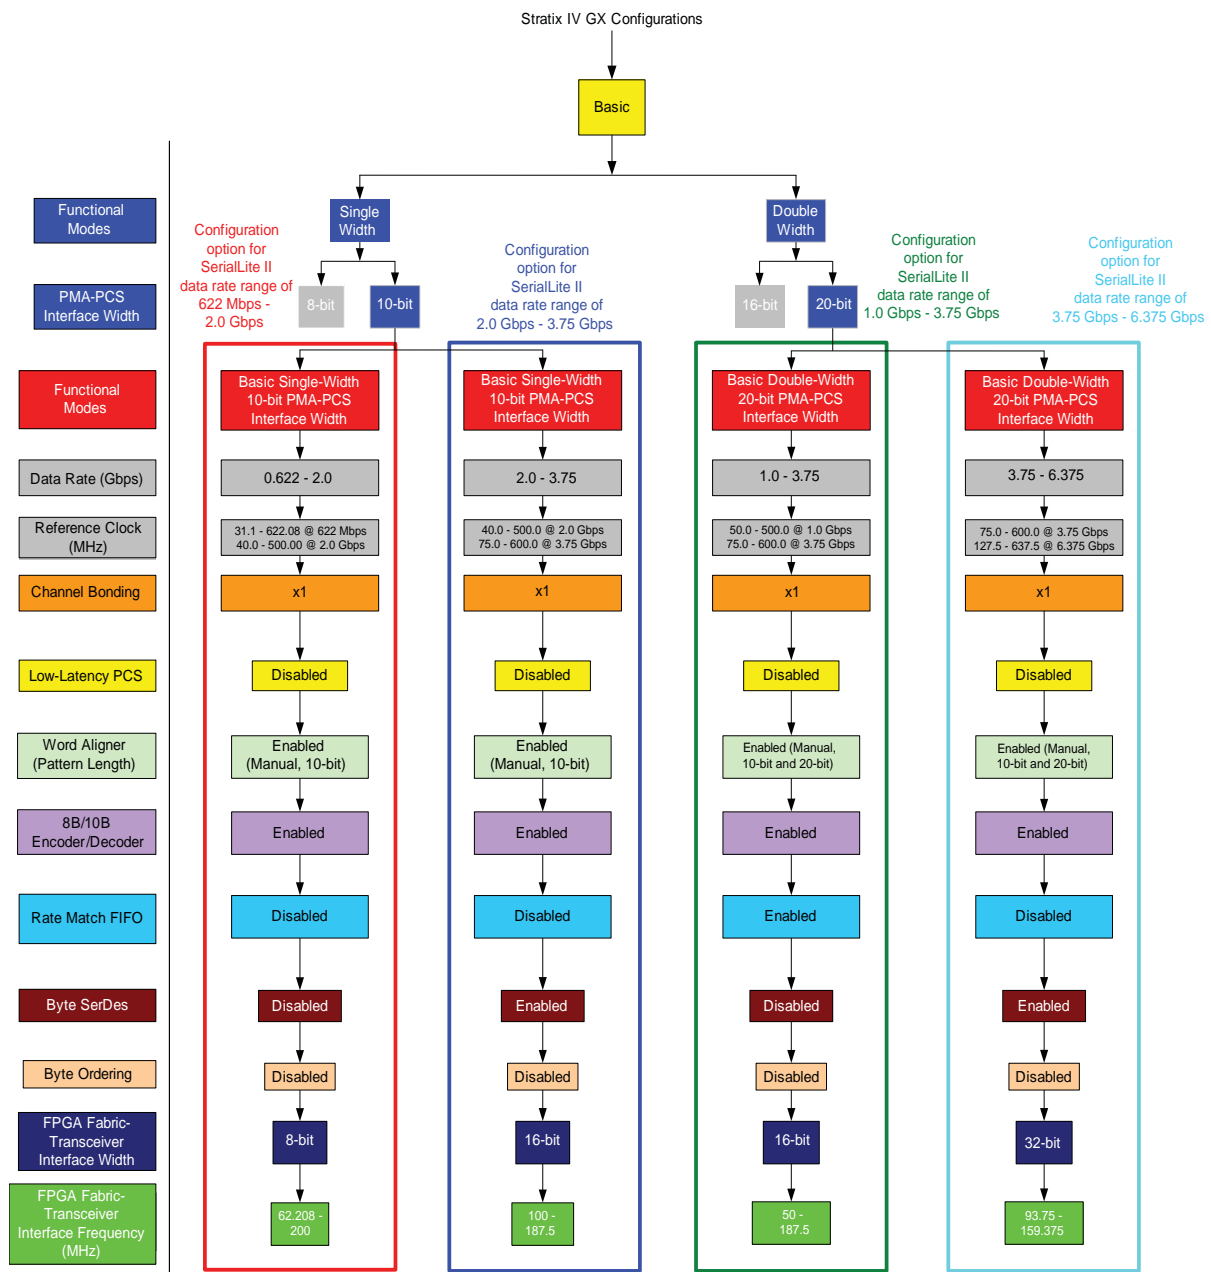 Stratix IV GX Configurations
Basic
Functional
Modes
Single
Width
Double
Width
Configuration
option for
SerialLite II
data rate range of
622 Mbps -
2.0 Gbps
Configuration
option for
SerialLite II
data rate range of
2.0 Gbps - 3.75 Gbps
Configuration
option for
SerialLite II
data rate range of
1.0 Gbps - 3.75 Gbps
Configuration
option for
SerialLite II
data rate range of
3.75 Gbps - 6.375 Gbps
PMA-PCS
Interface Width
8-bit
10-bit
16-bit
20-bit
Functional
Modes
Basic Single-Width
10-bit PMA-PCS
Interface Width
Basic Single-Width
10-bit PMA-PCS
Interface Width
Basic Double-Width
20-bit PMA-PCS
Interface Width
Basic Double-Width
20-bit PMA-PCS
Interface Width
Data Rate (Gbps)
0.622 - 2.0
2.0 - 3.75
1.0 - 3.75
3.75 - 6.375
Reference Clock
(MHz)
31.1 - 622.08 @ 622 Mbps
40.0 - 500.00 @ 2.0 Gbps
40.0 - 500.0 @ 2.0 Gbps
75.0 - 600.0 @ 3.75 Gbps
50.0 - 500.0 @ 1.0 Gbps
75.0 - 600.0 @ 3.75 Gbps
75.0 - 600.0 @ 3.75 Gbps
127.5 - 637.5 @ 6.375 Gbps
Channel Bonding
x1
x1
x1
x1
Low-Latency PCS
Disabled
Disabled
Disabled
Disabled
Word Aligner
(Pattern Length)
Enabled
(Manual, 10-bit)
Enabled
(Manual, 10-bit)
Enabled (Manual,
10-bit and 20-bit)
Enabled (Manual,
10-bit and 20-bit)
8B/10B
Encoder/Decoder
Enabled
Enabled
Enabled
Enabled
Rate Match FIFO
Disabled
Disabled
Enabled
Disabled
Byte SerDes
Disabled
Enabled
Disabled
Enabled
Byte Ordering
Disabled
Disabled
Disabled
Disabled
FPGA Fabric-
Transceiver
Interface Width
8-bit
16-bit
16-bit
32-bit
FPGA Fabric-
Transceiver
Interface Frequency
(MHz)
62.208 -
200
100 -
187.5
50 -
187.5
93.75 -
159.375